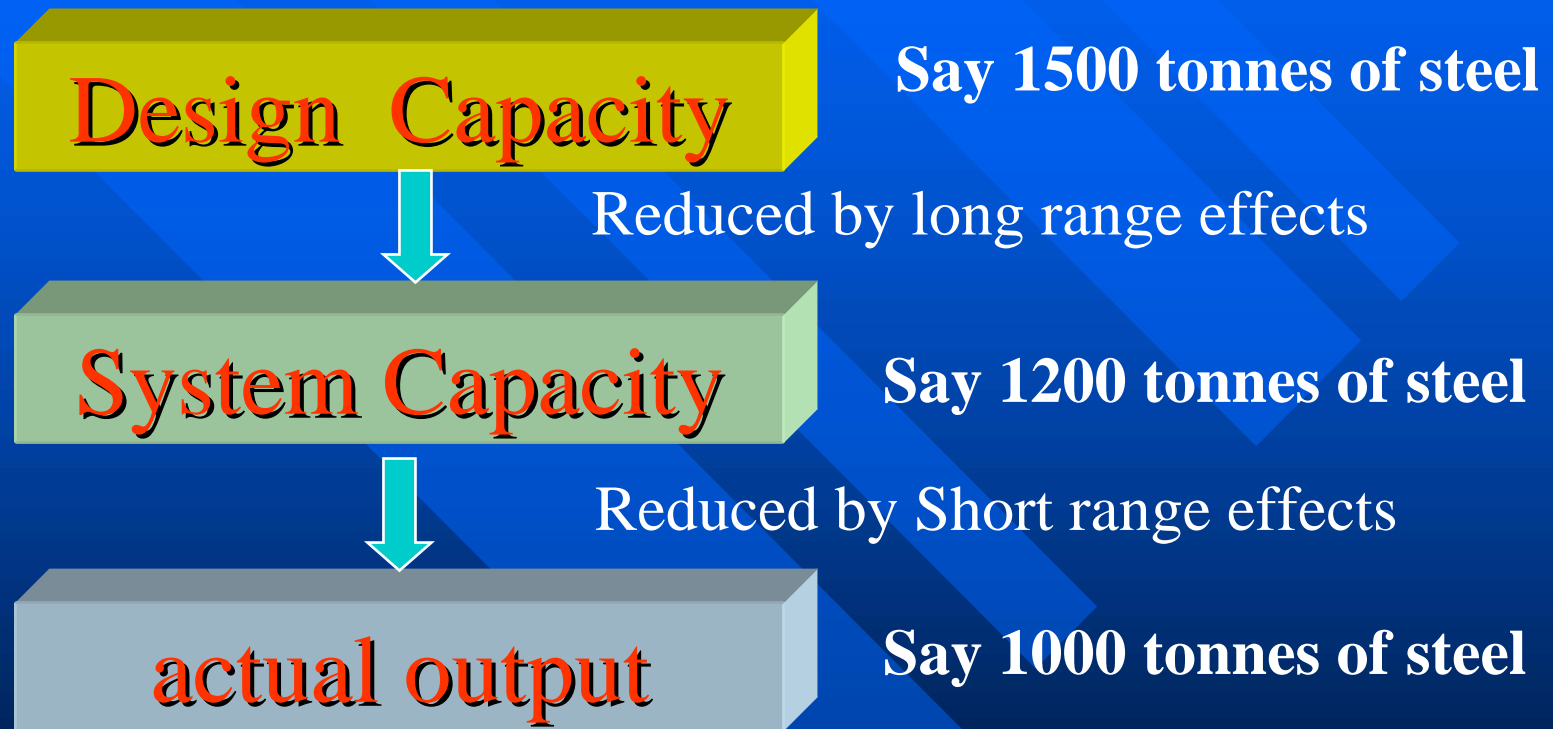 Design Capacity
Say 1500 tonnes of steel
Reduced by long range effects
System Capacity
Say 1200 tonnes of steel
Reduced by Short range effects
actual output
Say 1000 tonnes of steel